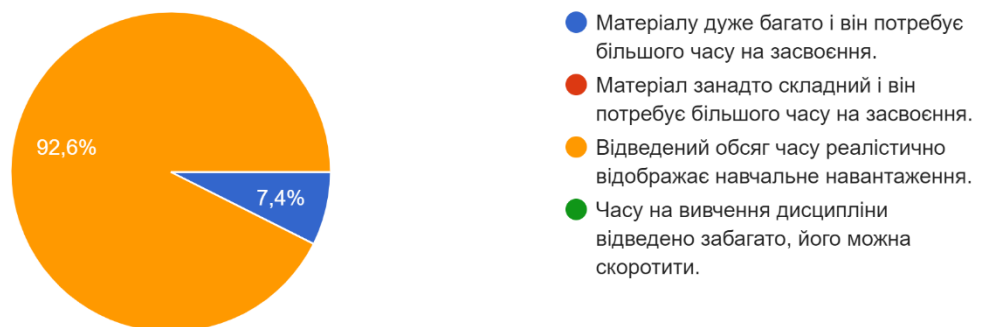 92,6%
7,4%
Матеріалу дуже багато і він потребує
більшого часу на засвоєння.
Матеріал занадто складний і він
потребує більшого часу на засвоєння.
Відведений обсяг часу реалістично
відображає навчальне навантаження.
Часу на вивчення дисципліни
відведено забагато, його можна
скоротити.